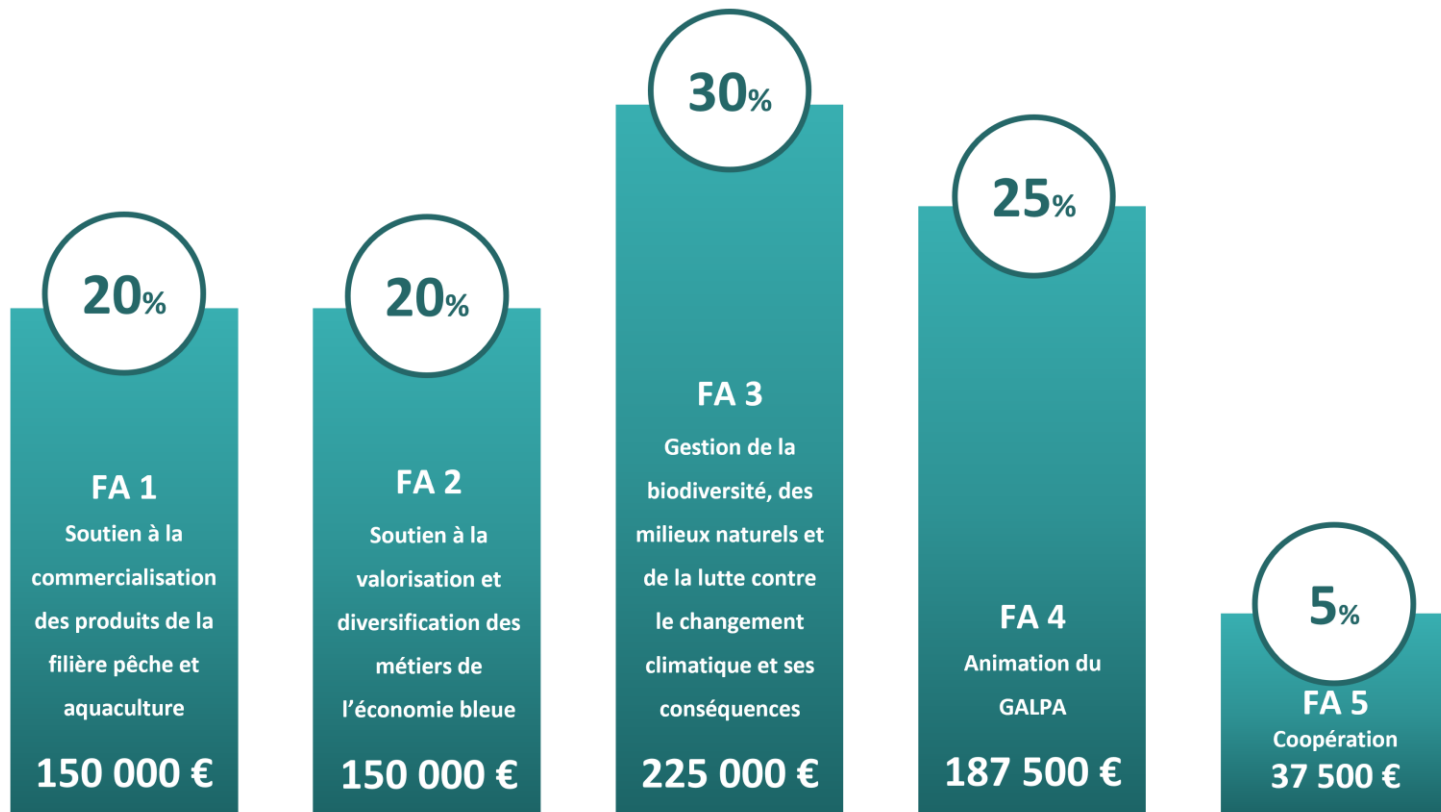 20%
FA 1
Soutien à la
commercialisation
des produits de la
filière pêche et
aquaculture
150 000 €
20%
FA 2
Soutien à la
valorisation et
diversification des
métiers de
l’économie bleue
150 000 €
30%
FA 3
Gestion de la
biodiversité, des
milieux naturels et
de la lutte contre
le changement
climatique et ses
conséquences
225 000 €
25%
FA 4
Animation du
GALPA
187 500 €
5%
FA 5
Coopération
37 500 €